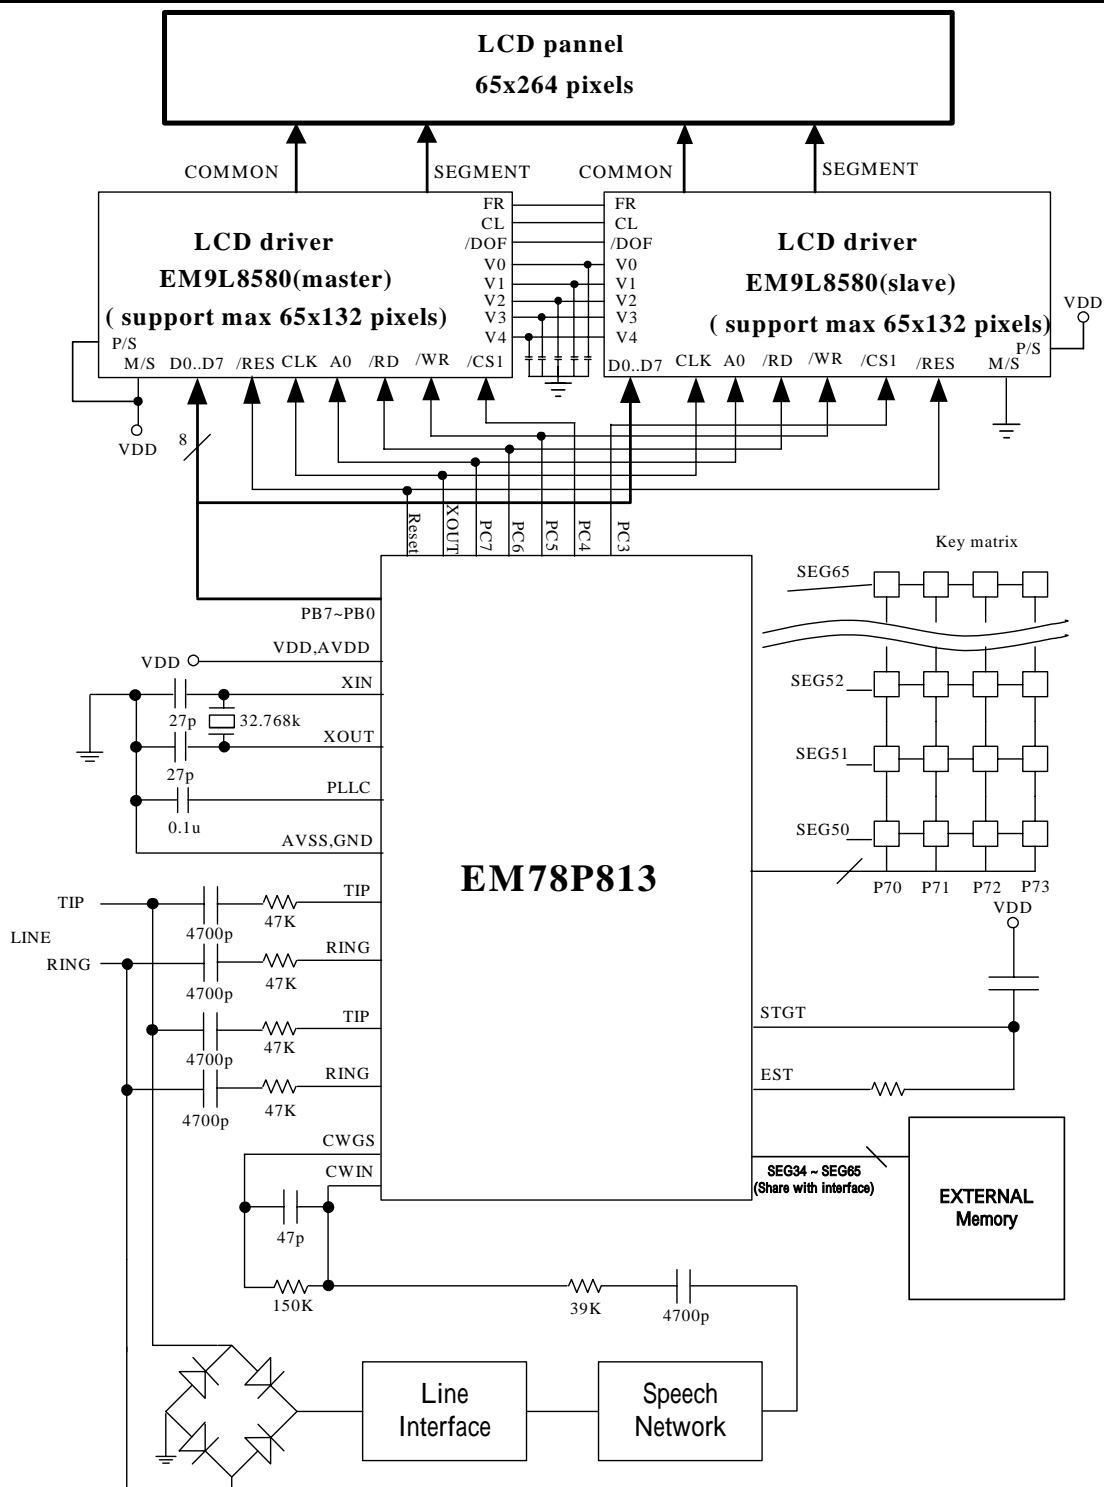 LCD pannel
65x264 pixels
COMMON
SEGMENT
COMMON
SEGMENT
LCD driver
EM9L8580(master)
( support max 65x132 pixels)
FR
CL
/DOF
V0
V1
V2
V3
V4
P/S
M/S
D0..D7
/RES
CLK
A0
/RD
/WR
/CS1
VDD
LCD driver
EM9L8580(slave)
( support max 65x132 pixels)
FR
CL
/DOF
V0
V1
V2
V3
V4
D0..D7
CLK
A0
/RD
/WR
/CS1
/RES
M/S
P/S
VDD
8
Reset
XOUT
PC7
PC6
PC5
PC4
PC3
Key matrix
SEG65
SEG52
SEG51
SEG50
P70
P71
P72
P73
PB7~PB0
VDD,AVDD
VDD
XIN
27p
32.768k
XOUT
27p
PLLC
0.1u
AVSS,GND
EM78P813
TIP
TIP
4700p
47K
LINE
RING
RING
4700p
47K
TIP
4700p
47K
RING
4700p
47K
VDD
STGT
EST
CWGS
CWIN
47p
150K
39K
4700p
SEG34 ~ SEG65
(Share with interface)
EXTERNAL
Memory
Line
Interface
Speech
Network